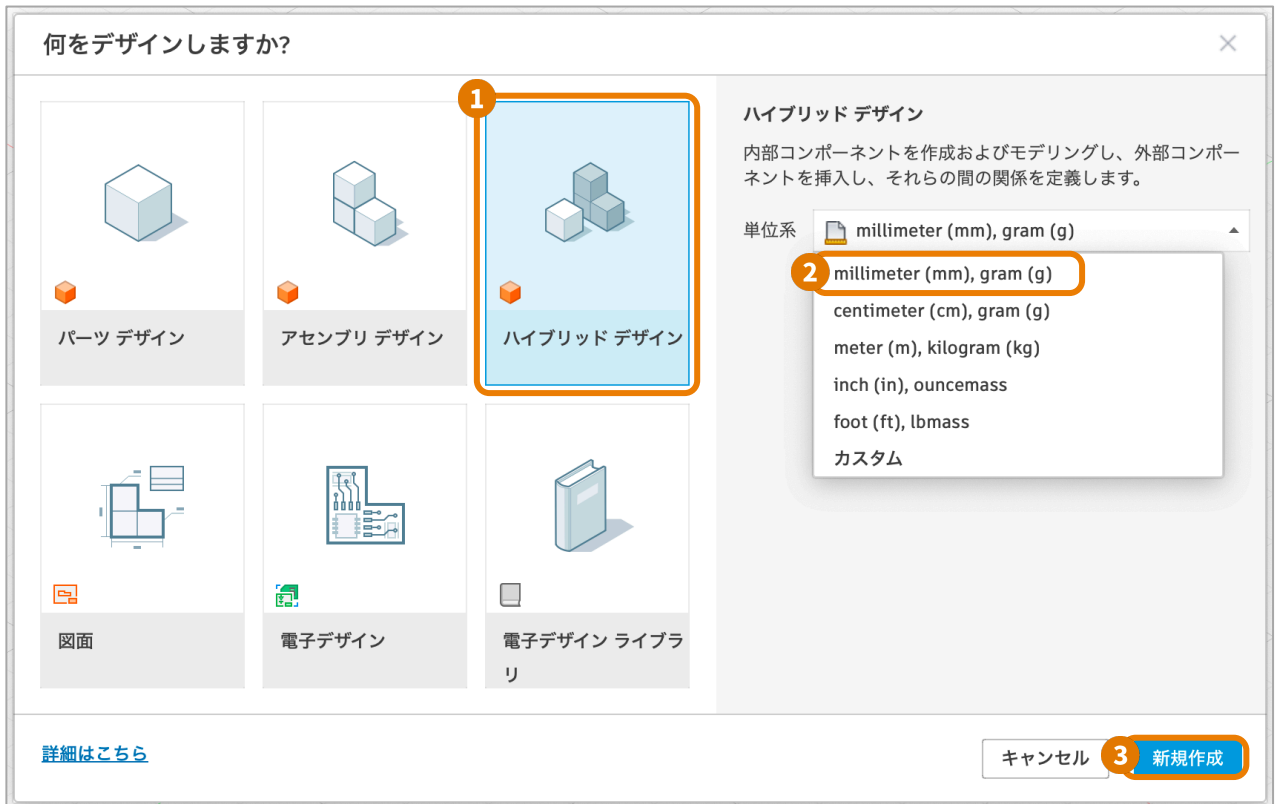 何をデザインしますか?
1
パーツ デザイン
アセンブリ デザイン
ハイブリッド デザイン
図面
電子デザイン
電子デザイン ライブラ
リ
ハイブリッド デザイン
内部コンポーネントを作成およびモデリングし、外部コンポー
ネントを挿入し、それらの間の関係を定義します。
単位系
millimeter (mm), gram (g)
2
millimeter (mm), gram (g)
centimeter (cm), gram (g)
meter (m), kilogram (kg)
inch (in), ouncemass
foot (ft), lbmass
カスタム
詳細はこちら
キャンセル
3
新規作成